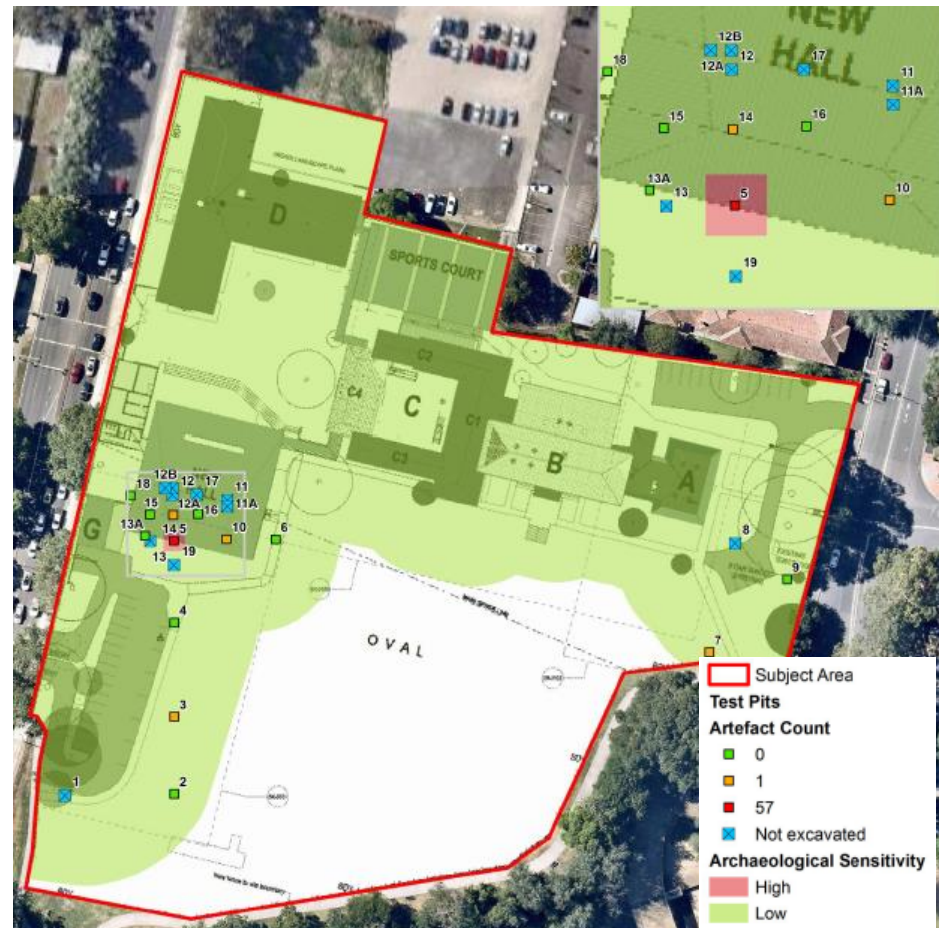 NEW
HALL
12B
12
17
18
12A
11
11A
15
14
16
13A
13
5
10
19
BDY
D
SPORTS COURT
C2
C4
C
C1
C3
B
A
12B
12
17
11
18
12A
11A
15
16
G
13A
14
5
10
6
13
19
8
9
4
OVAL
7
3
1
2
BDY
BDY
Subject Area
Test Pits
Artefact Count
0
1
57
Not excavated
Archaeological Sensitivity
High
Low